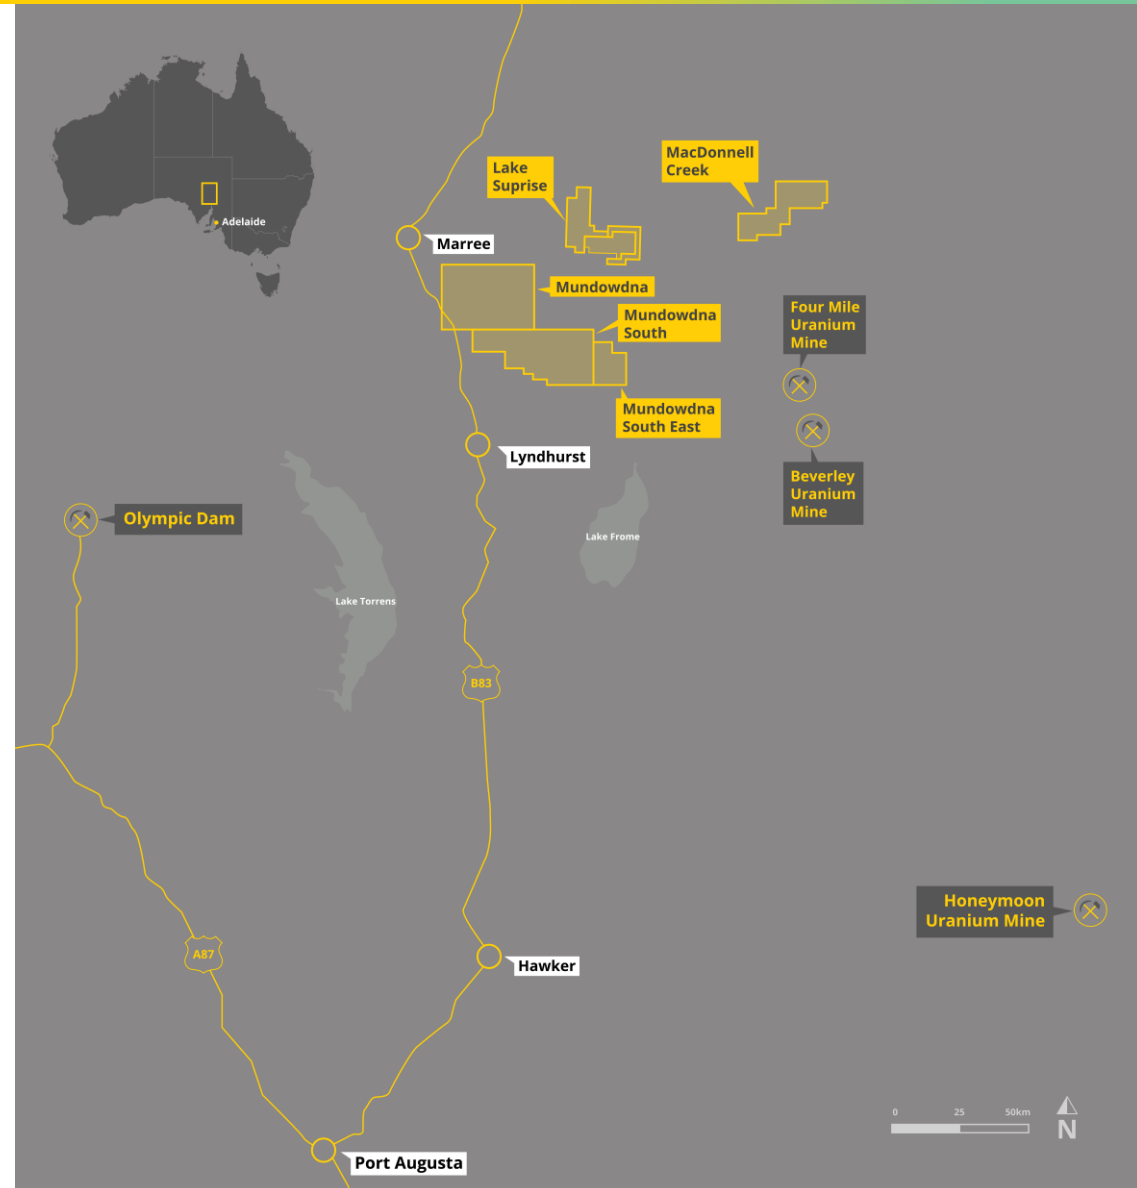 Adelaide
Lake
Suprise
MacDonnell
Creek
Marree
Mundowdna
Mundowdna
South
Four Mile
Uranium
Mine
Mundowdna
South East
Lyndhurst
Beverley
Uranium
Mine
Olympic Dam
Lake Frome
Lake Torrens
B83
Honeymoon
Uranium Mine
A87
Hawker
0 25 50km
N
Port Augusta